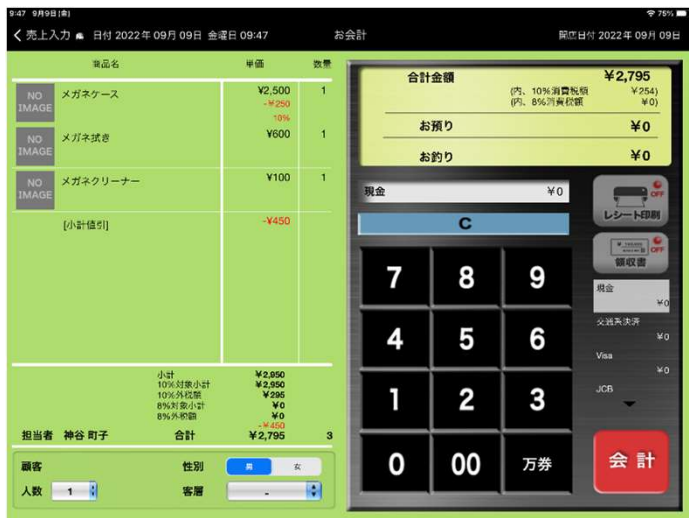 9:47 9月9日(金)
75%
売上入力 日付 2022年09月09日 金曜日 09:47 お会計 開店日付 2022年09月09日
商品名 単価 数量
NO IMAGE メガネケース ¥2,500 1
-¥250
10%
NO IMAGE メガネ拭き ¥600 1
NO IMAGE メガネクリーナー ¥100 1
[小計値引] -¥450
小計 ¥2,950
10%対象小計 ¥2,950
10%外税額 ¥295
8%対象小計 ¥0
8%外税額 ¥0
-¥450
担当者 神谷 町子 合計 ¥2,795 3
顧客 性別 男 女
人数 1 客層 -
合計金額 ¥2,795
(内、10%消費税額 ¥254)
(内、8%消費税額 ¥0)
お預り ¥0
お釣り ¥0
現金 ¥0
C
7 8 9
4 5 6
1 2 3
0 00 万券
OFF
レシート印刷
OFF
領収書
現金
¥0
交通系決済
¥0
Visa
¥0
JCB
会計